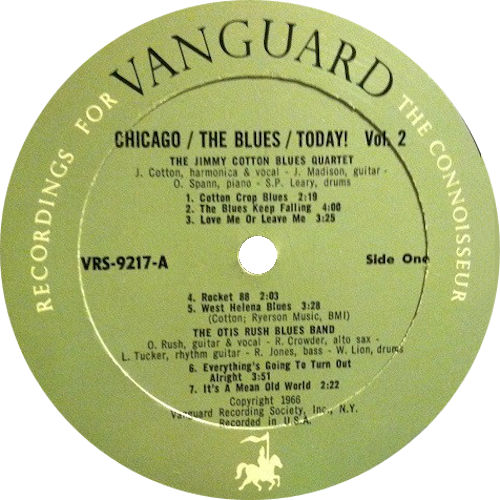 RECORDINGS FOR VANGUARD THE CONNOISSEUR
CHICAGO / THE BLUES / TODAY! Vol. 2
THE JIMMY COTTON BLUES QUARTET
J. Cotton, harmonica & vocal - J. Madison, guitar -
O. Spann, piano - S.P. Leary, drums
1. Cotton Crop Blues 2:19
2. The Blues Keep Falling 4:00
3. Love Me Or Leave Me 3:25
VRS-9217-A
Side One
4. Rocket 88 2:03
5. West Helena Blues 3:28
(Cotton; Ryerson Music, BMI)
THE OTIS RUSH BLUES BAND
O. Rush, guitar & vocal - R. Crowder, alto sax -
L. Tucker, rhythm guitar - R. Jones, bass - W. Lion, drums
6. Everything's Going To Turn Out
Alright 3:51
7. It's A Mean Old World 2:22
Copyright 1966
Vanguard Recording Society, Inc., N.Y.
Recorded in U.S.A.